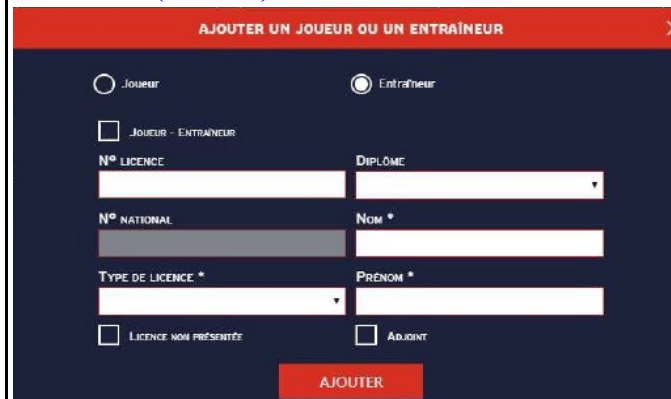 AJOUTER UN JOUEUR OU UN ENTRAÎNEUR
Joueur
Entraîneur
Joueur - Entraîneur
N° LICENCE
DIPLÔME
N° NATIONAL
NOM *
TYPE DE LICENCE *
PRÉNOM *
LICENCE NON PRÉSENTÉE
ADJOINT
AJOUTER